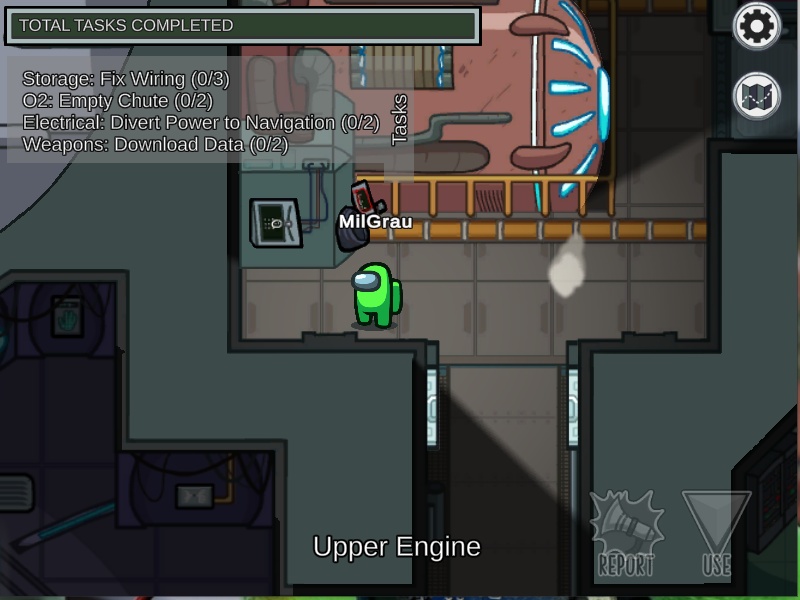 TOTAL TASKS COMPLETED
Storage: Fix Wiring (0/3)
O2: Empty Chute (0/2)
Electrical: Divert Power to Navigation (0/2)
Weapons: Download Data (0/2)
Tasks
MilGrau
Upper Engine
REPORT
USE